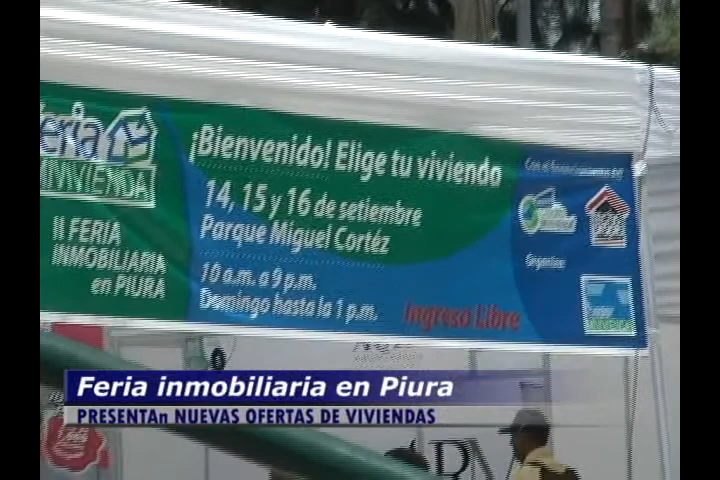 feria
VIVIENDA
II FERIA
INMOBILIARIA
en PIURA
¡Bienvenido! Elige tu vivienda
14, 15 y 16 de setiembre
Parque Miguel Cortéz
10 a.m. a 9 p.m.
Domingo hasta la 1 p.m.
Ingreso Libre
Organiza:
Feria inmobiliaria en Piura
PRESENTAn NUEVAS OFERTAS DE VIVIENDAS